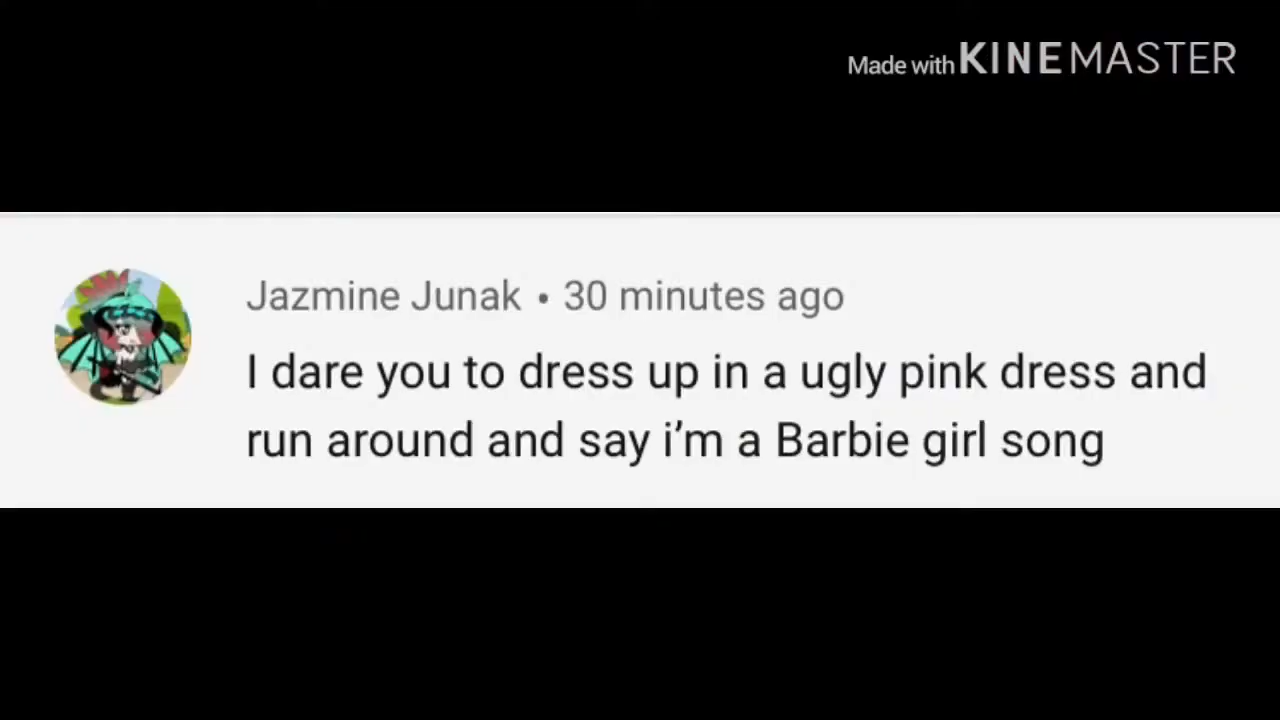 Made with KINEMASTER
Jazmine Junak • 30 minutes ago
I dare you to dress up in a ugly pink dress and
run around and say i’m a Barbie girl song